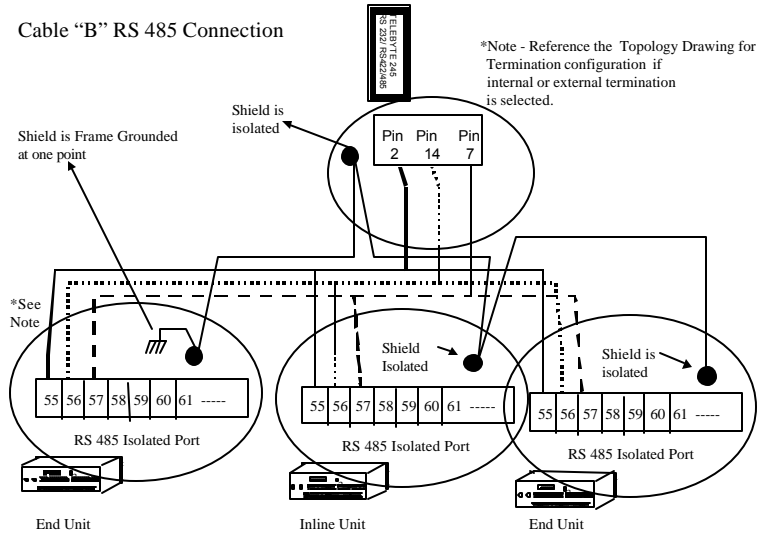 Cable “B” RS 485 Connection
TELEBYTE 245
RS 232/ RS422/485
*Note - Reference the Topology Drawing for
Termination configuration if
internal or external termination
is selected.
Shield is
isolated
Shield is Frame Grounded
at one point
Pin Pin Pin
2 14 7
*See
Note
Shield
Isolated
Shield is
isolated
55 56 57 58 59 60 61 -----
55 56 57 58 59 60 61 -----
55 56 57 58 59 60 61 -----
RS 485 Isolated Port
RS 485 Isolated Port
RS 485 Isolated Port
End Unit
Inline Unit
End Unit